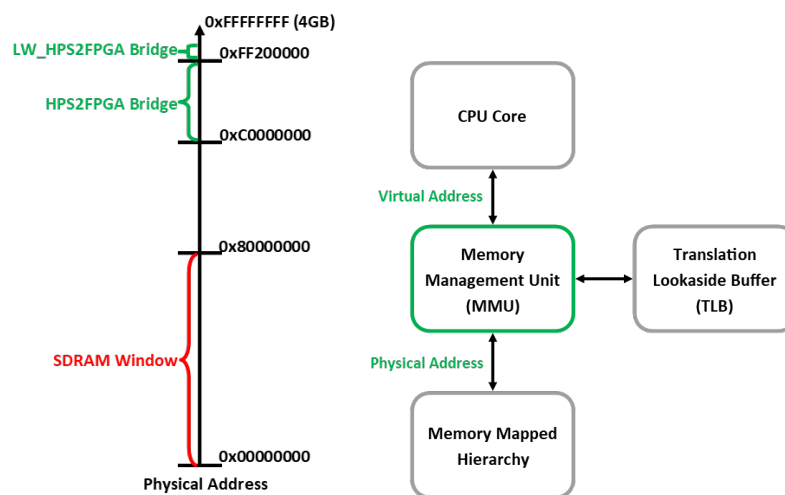 0xFFFFFFFF (4GB)
LW_HPS2FPGA Bridge
0xFF200000
HPS2FPGA Bridge
0xC0000000
0x80000000
SDRAM Window
0x00000000
Physical Address
CPU Core
Virtual Address
Memory
Management Unit
(MMU)
Translation
Lookaside Buffer
(TLB)
Physical Address
Memory Mapped
Hierarchy